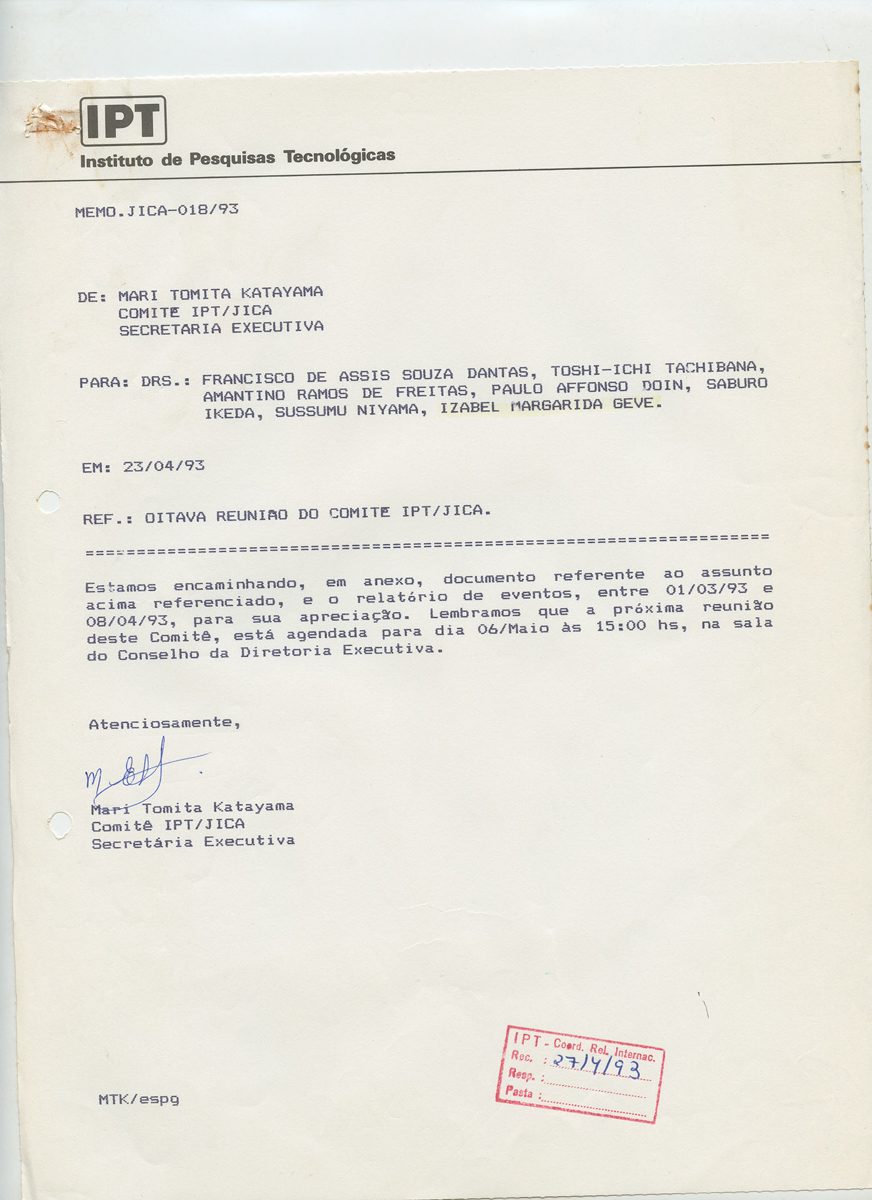 IPT
Instituto de Pesquisas Tecnológicas
MEMO.JICA-018/93
DE: MARI TOMITA KATAYAMA
COMITE IPT/JICA
SECRETARIA EXECUTIVA
PARA: DRS.: FRANCISCO DE ASSIS SOUZA DANTAS, TOSHI-ICHI TACHIBANA,
AMANTINO RAMOS DE FREITAS, PAULO AFFONSO DOIN, SABURO
IKEDA, SUSSUMU NIYAMA, IZABEL MARGARIDA GEVE.
EM: 23/04/93
REF.: OITAVA REUNIÃO DO COMITE IPT/JICA.
===================================================================
Estamos encaminhando, em anexo, documento referente ao assunto
acima referenciado, e o relatório de eventos, entre 01/03/93 e
08/04/93, para sua apreciação. Lembramos que a próxima reunião
deste Comitê, está agendada para dia 06/Maio às 15:00 hs, na sala
do Conselho da Diretoria Executiva.
Atenciosamente,
Mari Tomita Katayama
Comitê IPT/JICA
Secretária Executiva
IPT - Coord. Rel. Internac.
Rec. : 27/4/93
Resp. :
Pasta :
MTK/espg